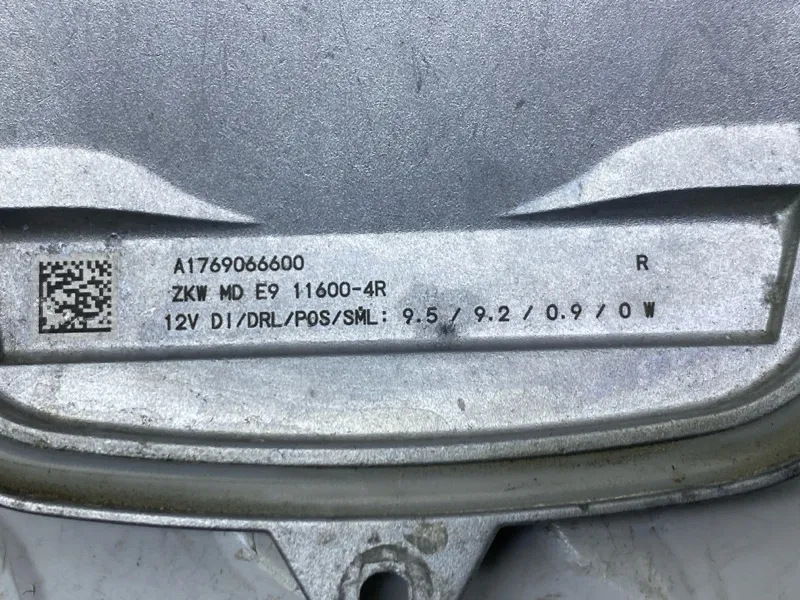 A1769066600 R
ZKW MD E9 11600-4R
12V DI/DRL/POS/SML: 9.5 / 9.2 / 0.9 / 0 W